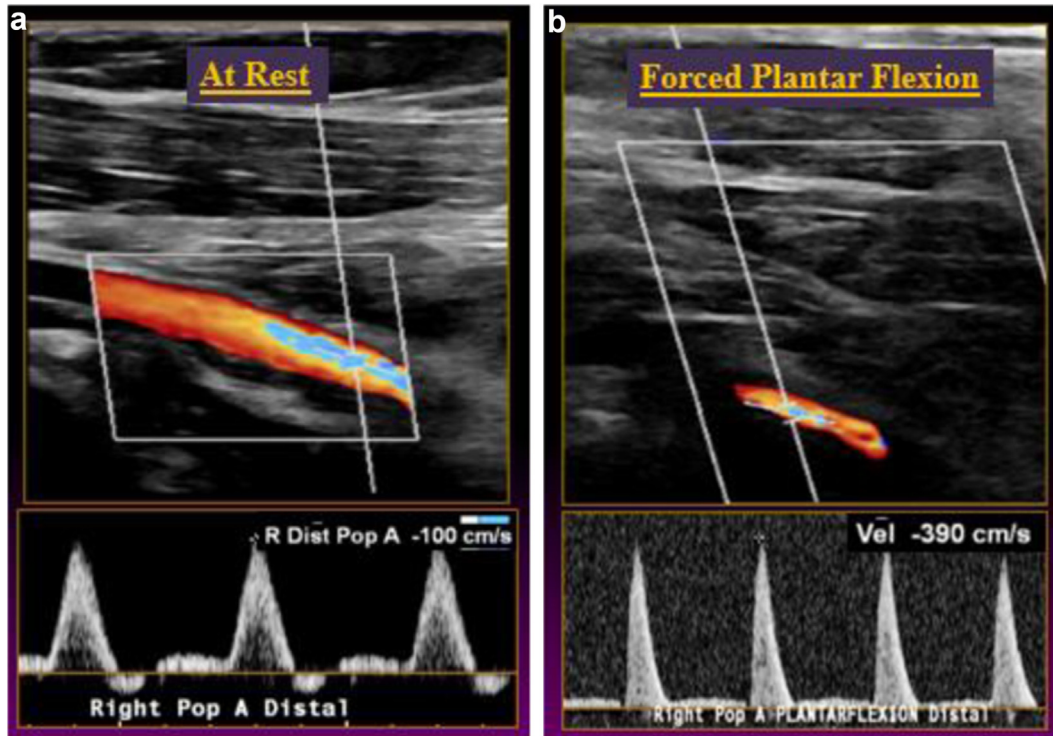 a
At Rest
R Dist Pop A -100 cm/s
Right Pop A Distal
b
Forced Plantar Flexion
Vel -390 cm/s
Right Pop A PLANTARFLEXION Distal